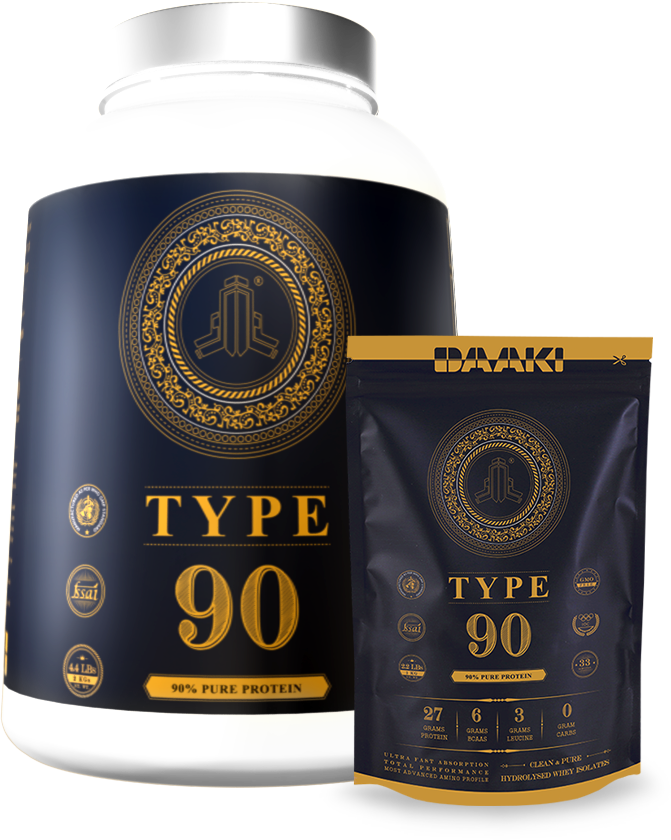 ®
TYPE
90
fssai
4.4 LBs
2 KGs
90% PURE PROTEIN
DAAKI
®
TYPE
90
GMO
FREE
fssai
2.2 LBs
1 KG
33
90% PURE PROTEIN
27 GRAMS PROTEIN
6 GRAMS BCAAS
3 GRAMS LEUCINE
0 GRAM CARBS
ULTRA FAST ABSORPTION
TOTAL PERFORMANCE
MOST ADVANCED AMINO PROFILE
CLEAN & PURE
HYDROLYSED WHEY ISOLATES